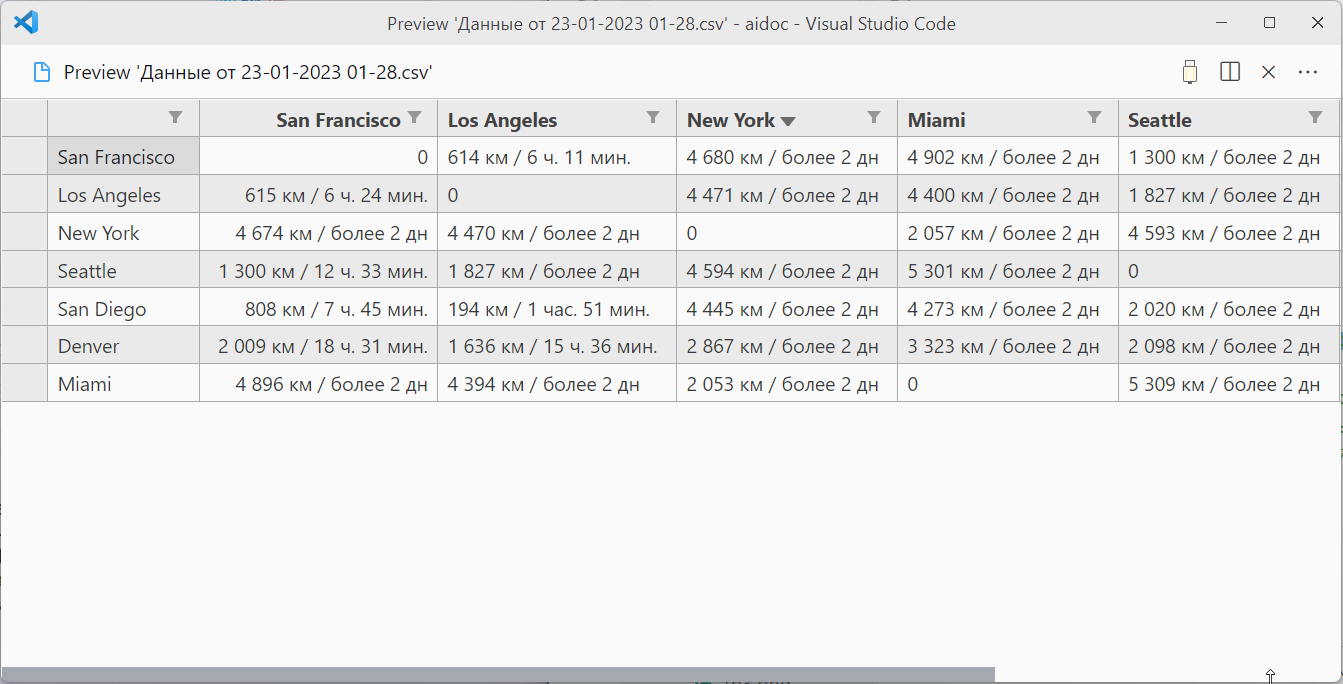 Preview 'Данные от 23-01-2023 01-28.csv' - aidoc - Visual Studio Code
Preview 'Данные от 23-01-2023 01-28.csv'
San Francisco Los Angeles New York Miami Seattle
San Francisco 0 614 км / 6 ч. 11 мин. 4 680 км / более 2 дн 4 902 км / более 2 дн 1 300 км / более 2 дн
Los Angeles 615 км / 6 ч. 24 мин. 0 4 471 км / более 2 дн 4 400 км / более 2 дн 1 827 км / более 2 дн
New York 4 674 км / более 2 дн 4 470 км / более 2 дн 0 2 057 км / более 2 дн 4 593 км / более 2 дн
Seattle 1 300 км / 12 ч. 33 мин. 1 827 км / более 2 дн 4 594 км / более 2 дн 5 301 км / более 2 дн 0
San Diego 808 км / 7 ч. 45 мин. 194 км / 1 час. 51 мин. 4 445 км / более 2 дн 4 273 км / более 2 дн 2 020 км / более 2 дн
Denver 2 009 км / 18 ч. 31 мин. 1 636 км / 15 ч. 36 мин. 2 867 км / более 2 дн 3 323 км / более 2 дн 2 098 км / более 2 дн
Miami 4 896 км / более 2 дн 4 394 км / более 2 дн 2 053 км / более 2 дн 0 5 309 км / более 2 дн